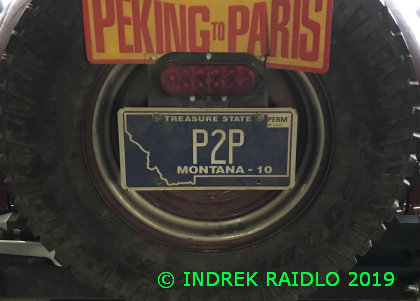 PEKING TO PARIS
TREASURE STATE PERM
P2P
MONTANA - 10
© INDREK RAIDLO 2019